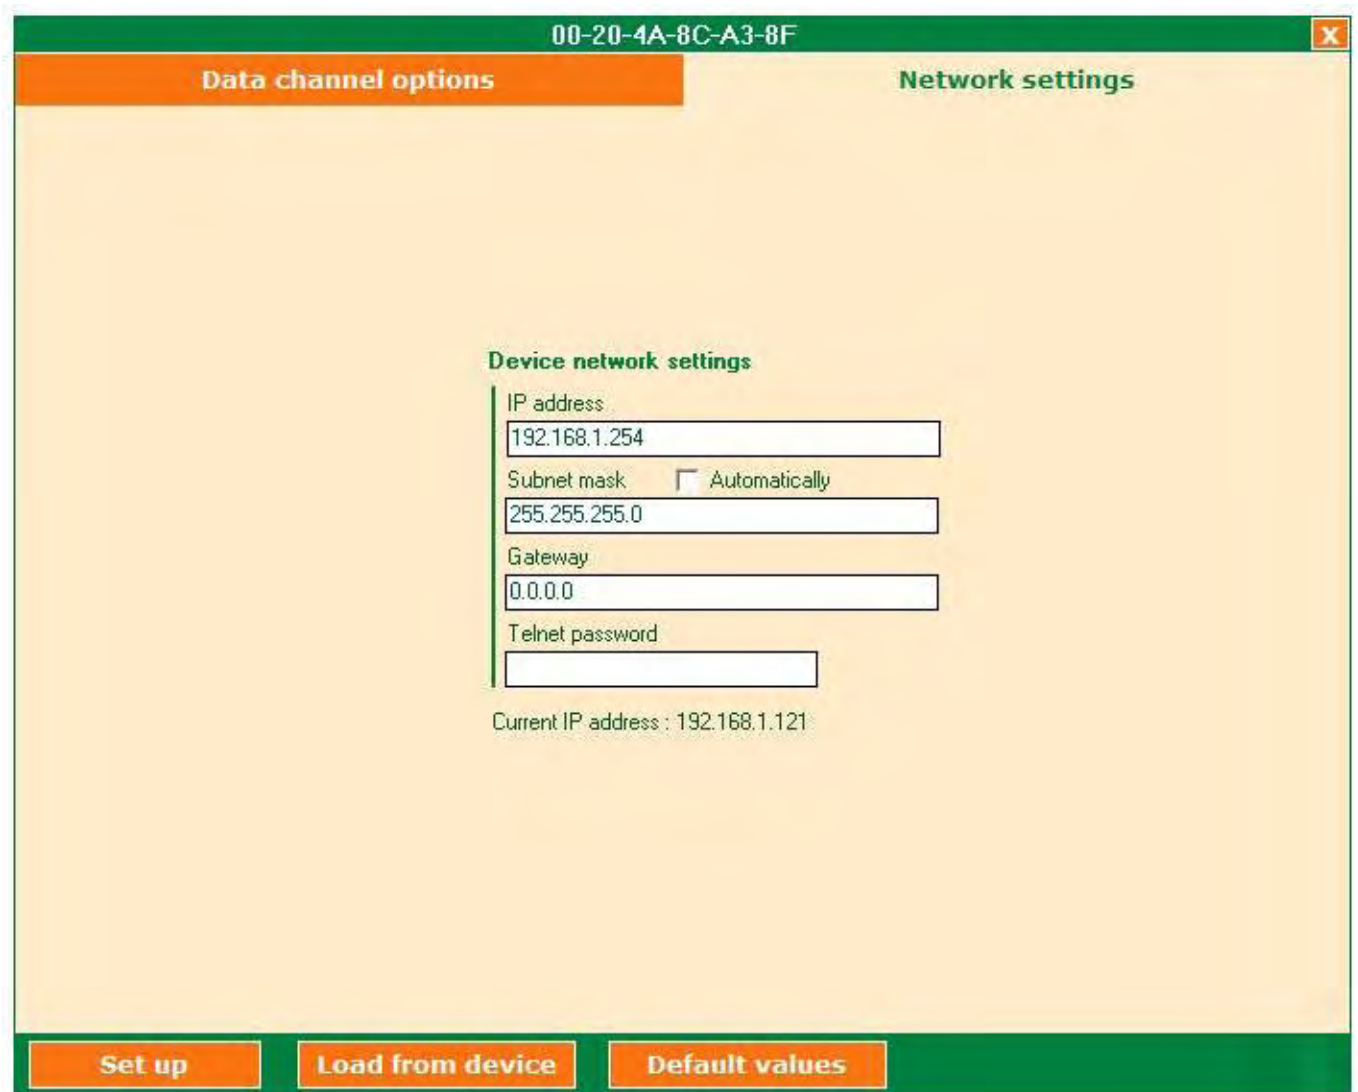 00-20-4A-8C-A3-8F
X
Data channel options
Network settings
Device network settings
IP address
192.168.1.254
Subnet mask Automatically
255.255.255.0
Gateway
0.0.0.0
Telnet password
Current IP address : 192.168.1.121
Set up
Load from device
Default values